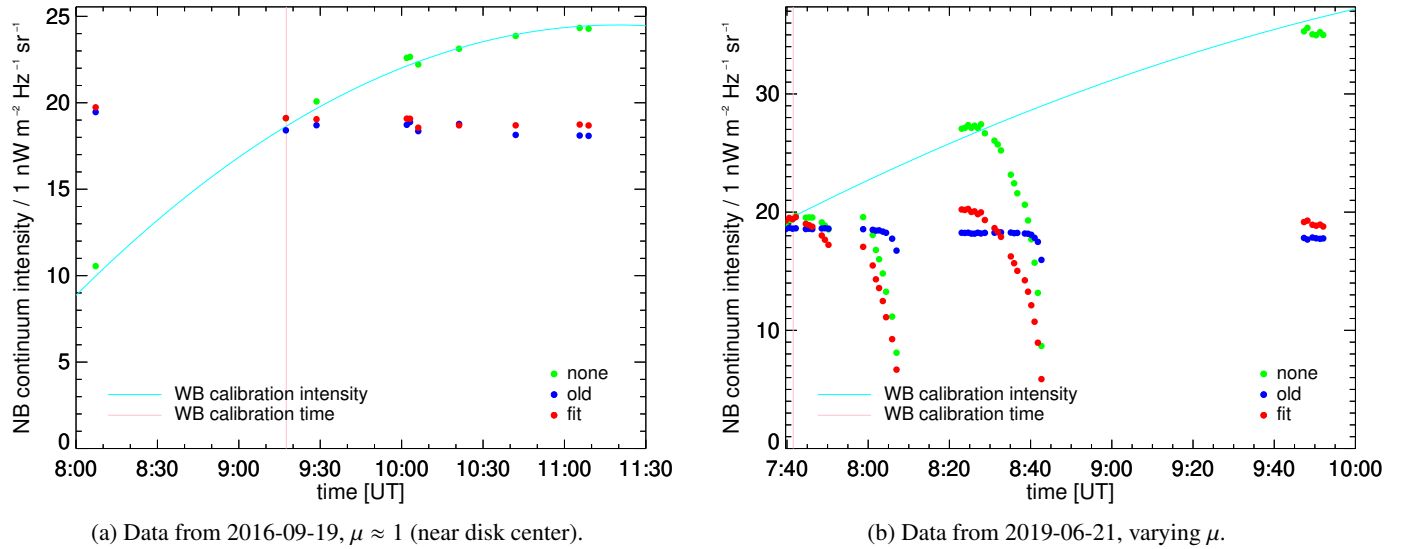 NB continuum intensity / 1 nW m⁻² Hz⁻¹ sr⁻¹
25
20
15
10
5
0
WB calibration intensity
WB calibration time
none
old
fit
8:00 8:30 9:00 9:30 10:00 10:30 11:00 11:30
time [UT]
(a) Data from 2016-09-19, μ ≈ 1 (near disk center).
NB continuum intensity / 1 nW m⁻² Hz⁻¹ sr⁻¹
30
20
10
0
WB calibration intensity
WB calibration time
none
old
fit
7:40 8:00 8:20 8:40 9:00 9:20 9:40 10:00
time [UT]
(b) Data from 2019-06-21, varying μ.